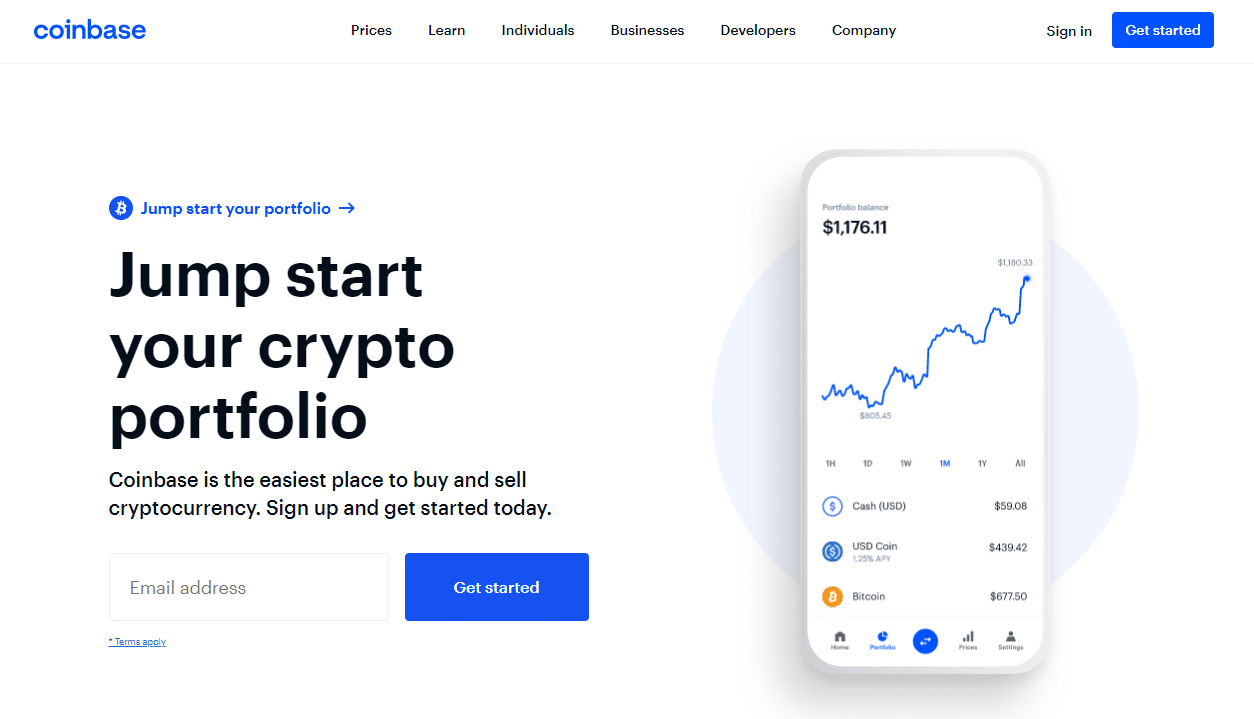 coinbase
Prices Learn Individuals Businesses Developers Company
Sign in
Get started
Jump start your portfolio →
Jump start
your crypto
portfolio
Coinbase is the easiest place to buy and sell
cryptocurrency. Sign up and get started today.
Email address
Get started
* Terms apply
Portfolio balance
$1,176.11
$1,180.33
$805.45
1H 1D 1W 1M 1Y All
Cash (USD) $59.08
USD Coin $439.42
1.25% APY
Bitcoin $677.50
Home Portfolio Prices Settings